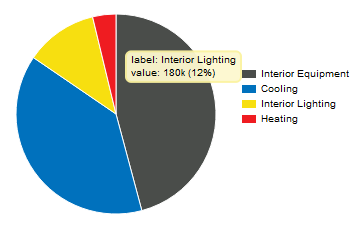 label: Interior Lighting
value: 180k (12%)
Interior Equipment
Cooling
Interior Lighting
Heating